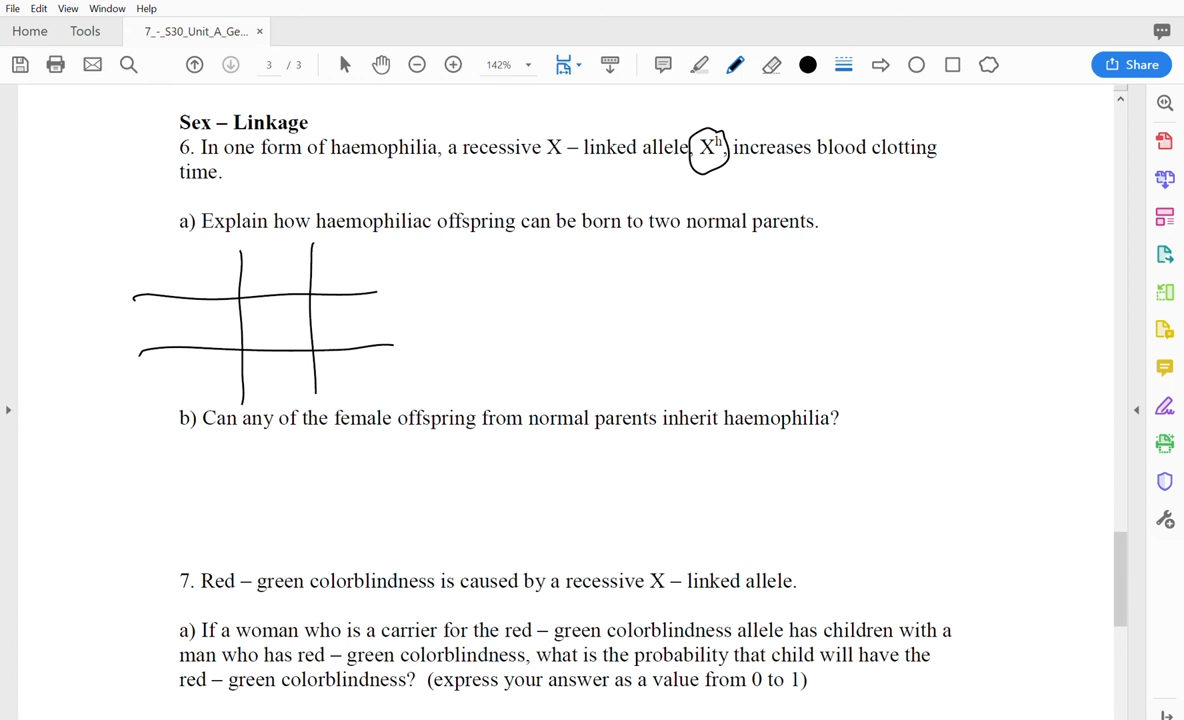 File Edit View Window Help
Home Tools 7_-_S30_Unit_A_Ge... ×
3 / 3 142% Share
Sex – Linkage
6. In one form of haemophilia, a recessive X – linked allele, Xʰ, increases blood clotting
time.
a) Explain how haemophiliac offspring can be born to two normal parents.
b) Can any of the female offspring from normal parents inherit haemophilia?
7. Red – green colorblindness is caused by a recessive X – linked allele.
a) If a woman who is a carrier for the red – green colorblindness allele has children with a
man who has red – green colorblindness, what is the probability that child will have the
red – green colorblindness? (express your answer as a value from 0 to 1)